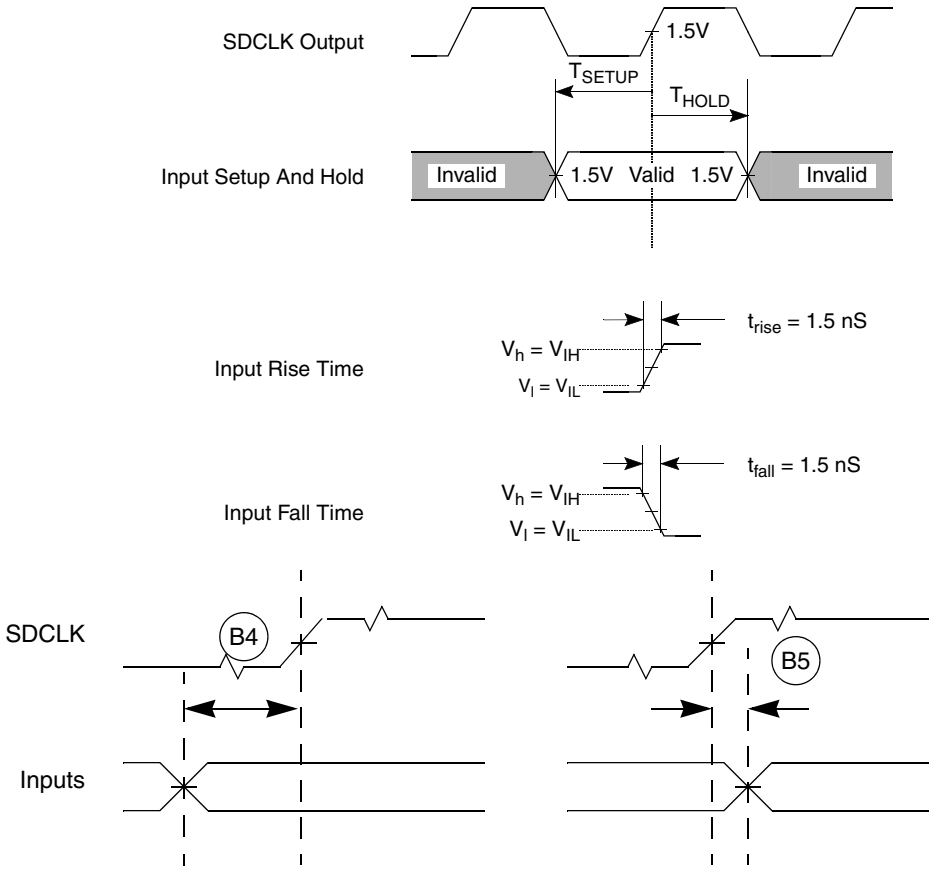 SDCLK Output
1.5V
TSETUP
THOLD
Input Setup And Hold
Invalid
1.5V Valid 1.5V
Invalid
trise = 1.5 nS
Vh = VIH
Input Rise Time
Vl = VIL
tfall = 1.5 nS
Vh = VIH
Input Fall Time
Vl = VIL
SDCLK
B4
B5
Inputs